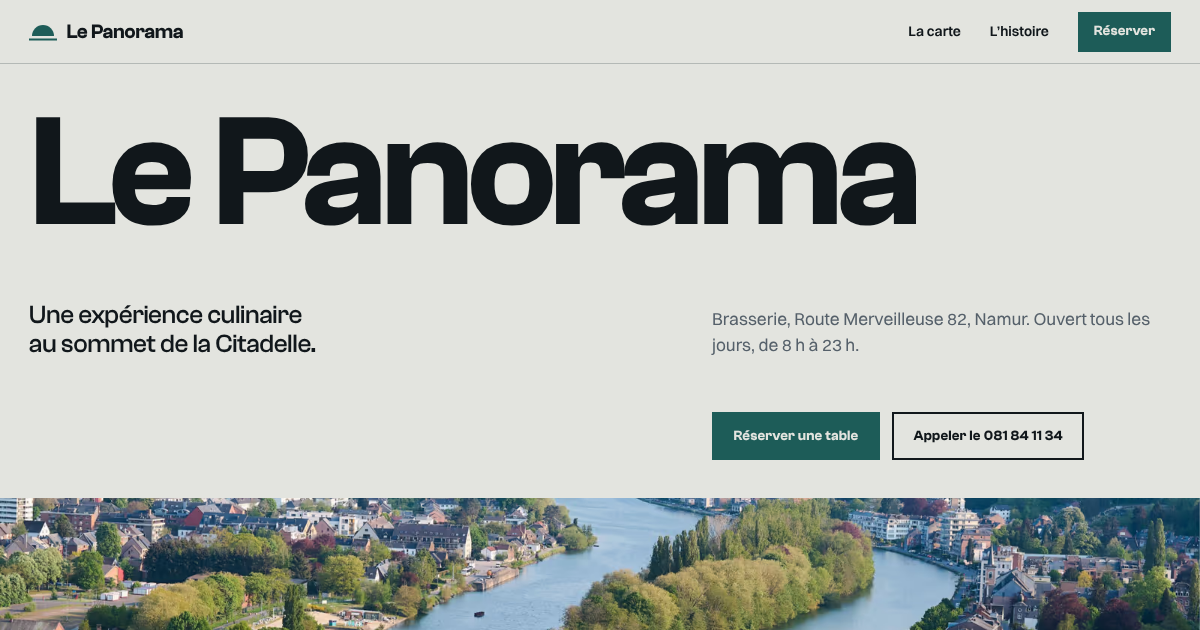 Le Panorama
La carte
L'histoire
Réserver
Le Panorama
Une expérience culinaire
au sommet de la Citadelle.
Brasserie, Route Merveilleuse 82, Namur. Ouvert tous les
jours, de 8 h à 23 h.
Réserver une table
Appeler le 081 84 11 34